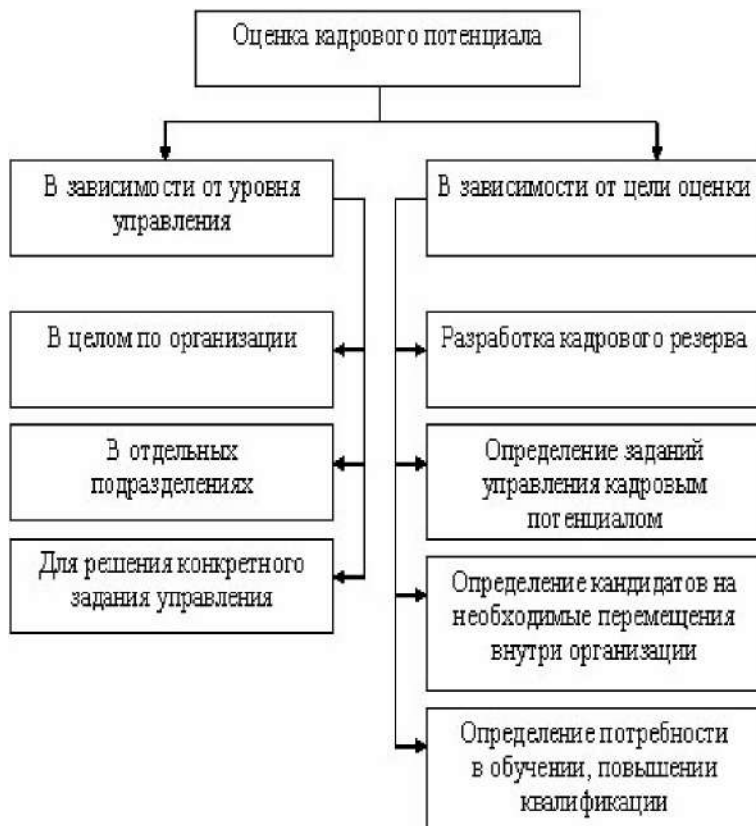 Оценка кадрового потенциала
В зависимости от уровня
управления
В целом по организации
В отдельных
подразделениях
Для решения конкретного
задания управления
В зависимости от цели оценки
Разработка кадрового резерва
Определение заданий
управления кадровым
потенциалом
Определение кандидатов на
необходимые перемещения
внутри организации
Определение потребности
в обучении, повышении
квалификации